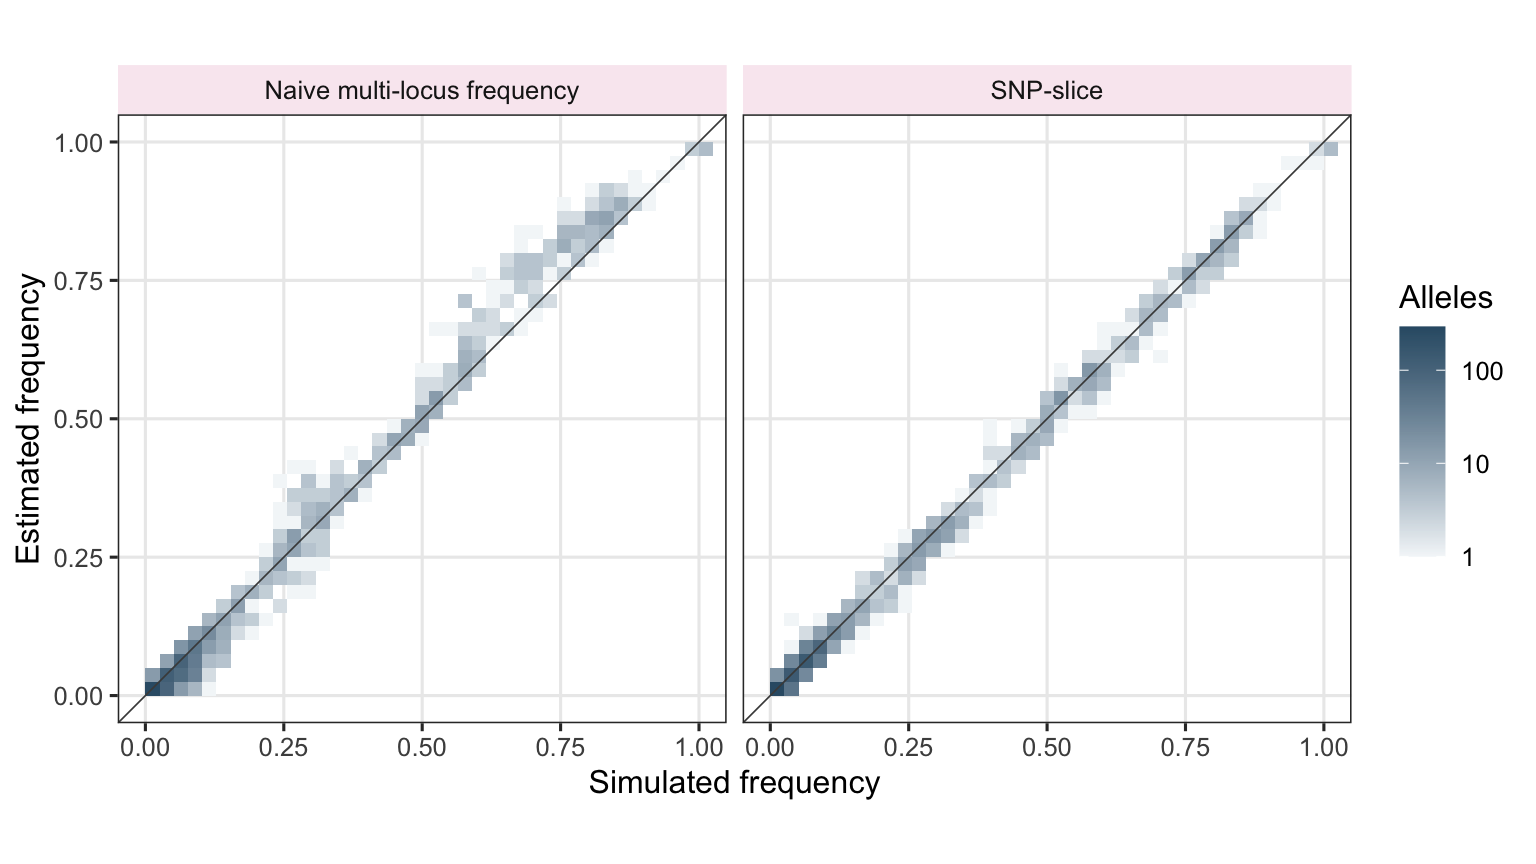 Naive multi-locus frequency
SNP-slice
Estimated frequency
1.00
0.75
0.50
0.25
0.00
0.00 0.25 0.50 0.75 1.00
0.00 0.25 0.50 0.75 1.00
Simulated frequency
Alleles
100
10
1